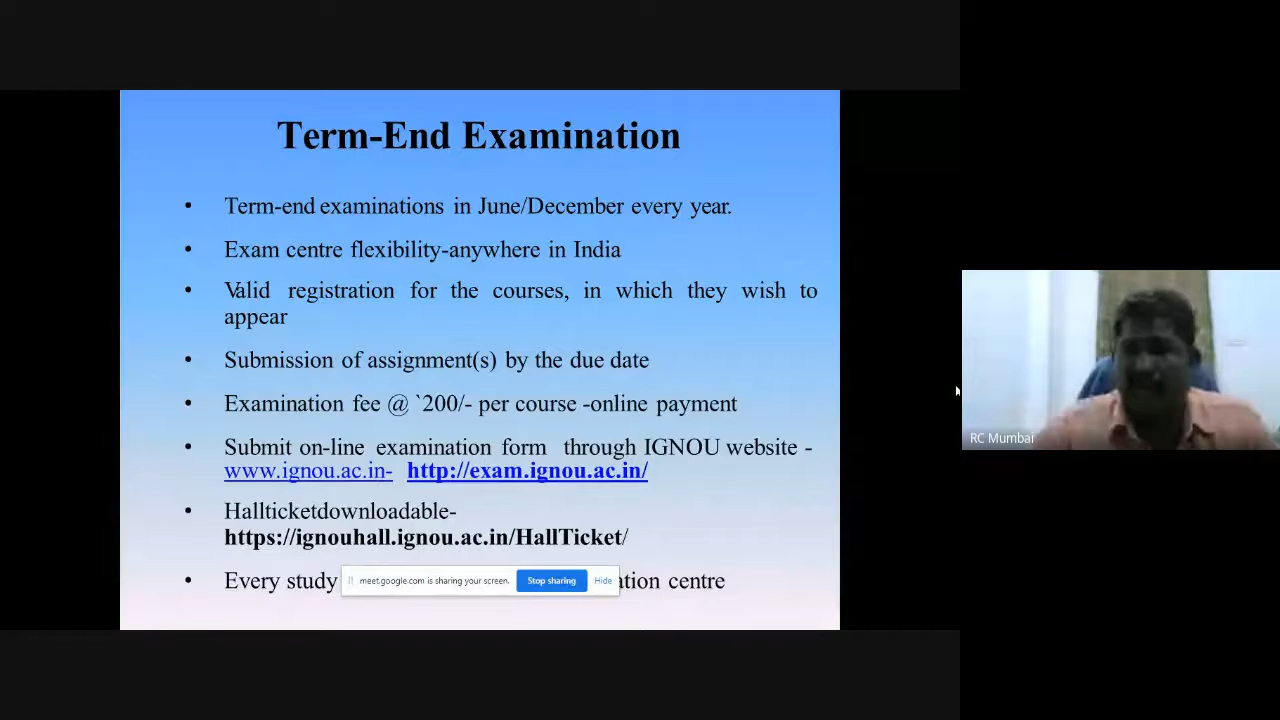 Term-End Examination
• Term-end examinations in June/December every year.
• Exam centre flexibility-anywhere in India
• Valid registration for the courses, in which they wish to
appear
• Submission of assignment(s) by the due date
• Examination fee @ `200/- per course -online payment
• Submit on-line examination form through IGNOU website -
www.ignou.ac.in- http://exam.ignou.ac.in/
• Hallticketdownloadable-
https://ignouhall.ignou.ac.in/HallTicket/
• Every study ation centre
meet.google.com is sharing your screen. Stop sharing Hide
RC Mumbai